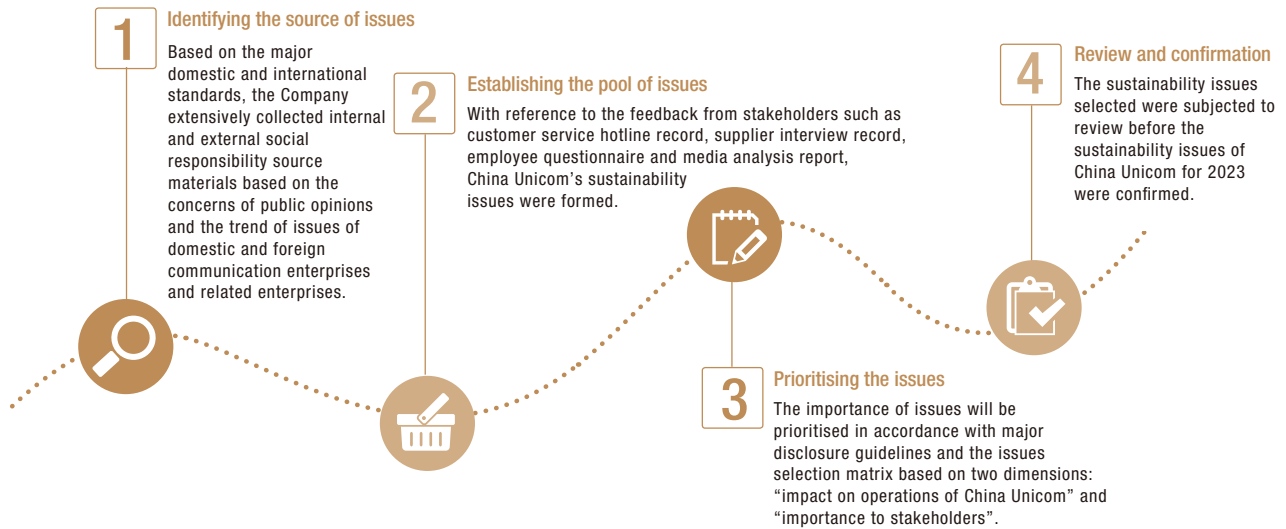 1
Identifying the source of issues
Based on the major
domestic and international
standards, the Company
extensively collected internal
and external social
responsibility source
materials based on the
concerns of public opinions
and the trend of issues of
domestic and foreign
communication enterprises
and related enterprises.
2
Establishing the pool of issues
With reference to the feedback from stakeholders such as
customer service hotline record, supplier interview record,
employee questionnaire and media analysis report,
China Unicom’s sustainability
issues were formed.
3
Prioritising the issues
The importance of issues will be
prioritised in accordance with major
disclosure guidelines and the issues
selection matrix based on two dimensions:
“impact on operations of China Unicom” and
“importance to stakeholders”.
4
Review and confirmation
The sustainability issues
selected were subjected to
review before the
sustainability issues of
China Unicom for 2023
were confirmed.